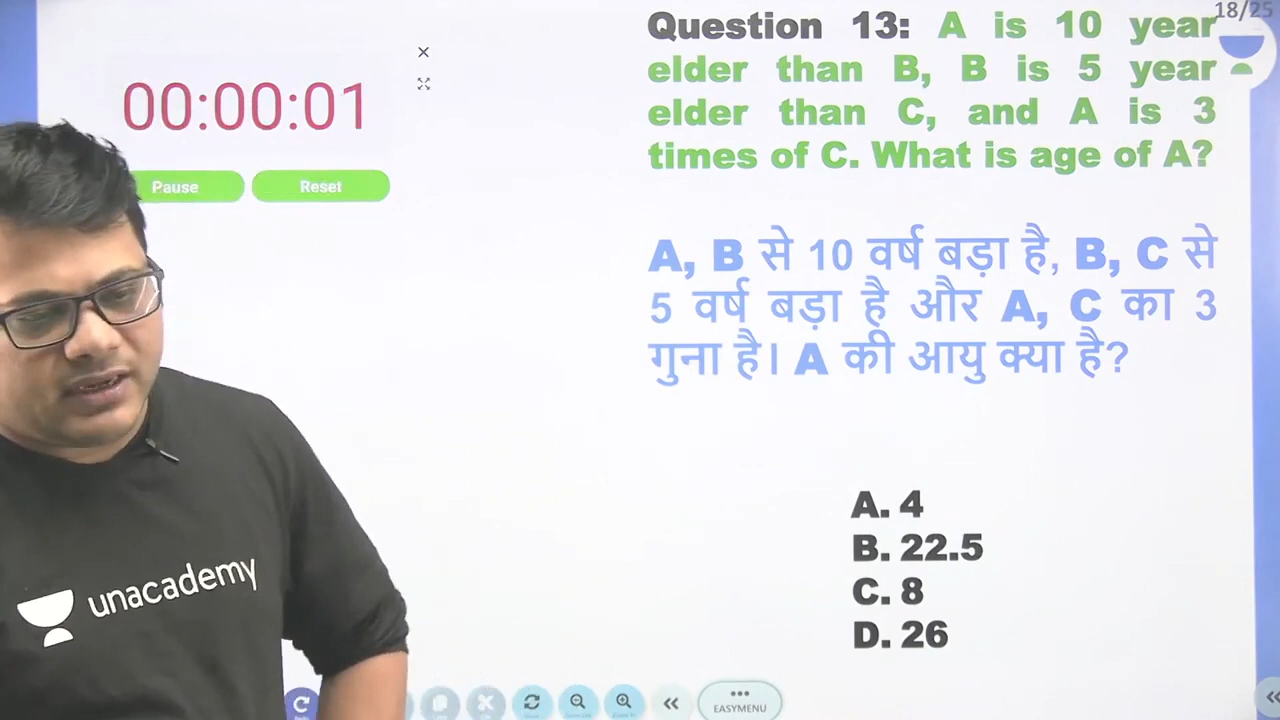 18/25
Question 13: A is 10 year
elder than B, B is 5 year
elder than C, and A is 3
times of C. What is age of A?
00:00:01
Pause
Reset
A, B से 10 वर्ष बड़ा है, B, C से
5 वर्ष बड़ा है और A, C का 3
गुना है। A की आयु क्या है?
A. 4
B. 22.5
C. 8
D. 26
unacademy
EASYMENU